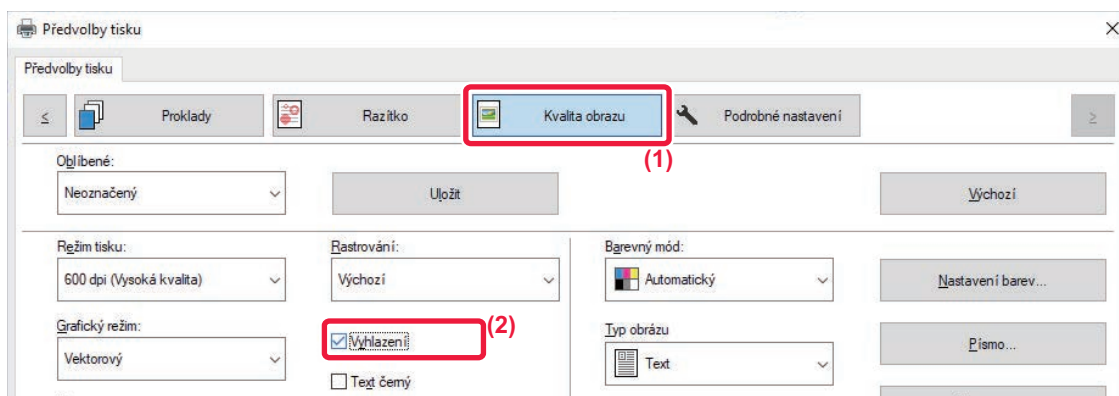 Předvolby tisku
Předvolby tisku
< Proklady Razítko Kvalita obrazu Podrobné nastavení >
(1)
Oblíbené:
Neoznačený Uložit Výchozí
Režim tisku: Rastrování: Barevný mód:
600 dpi (Vysoká kvalita) Výchozí Automatický Nastavení barev...
Grafický režim: Vyhlazení (2) Typ obrázu Písmo...
Vektorový Text
Text černý